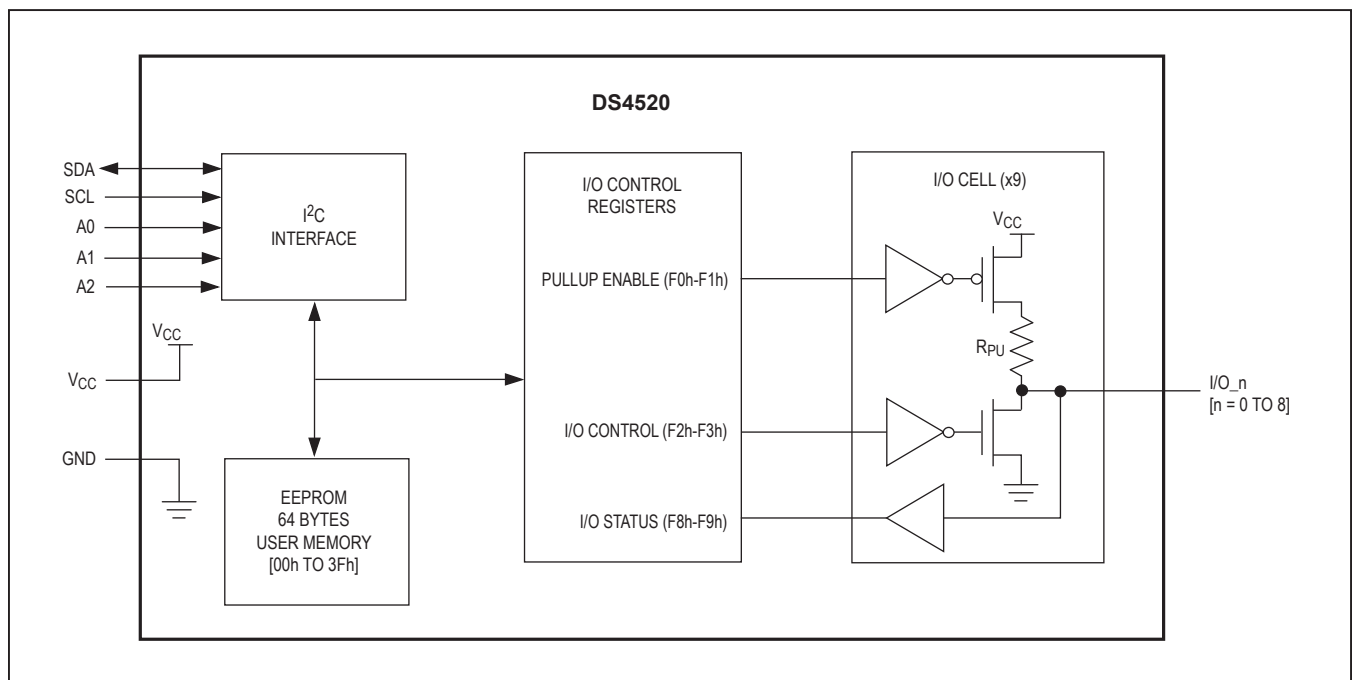 DS4520
SDA
SCL
A0
A1
A2
I²C
INTERFACE
VCC
VCC
GND
EEPROM
64 BYTES
USER MEMORY
[00h TO 3Fh]
I/O CONTROL
REGISTERS
PULLUP ENABLE (F0h-F1h)
I/O CONTROL (F2h-F3h)
I/O STATUS (F8h-F9h)
I/O CELL (x9)
VCC
RPU
I/O_n
[n = 0 TO 8]